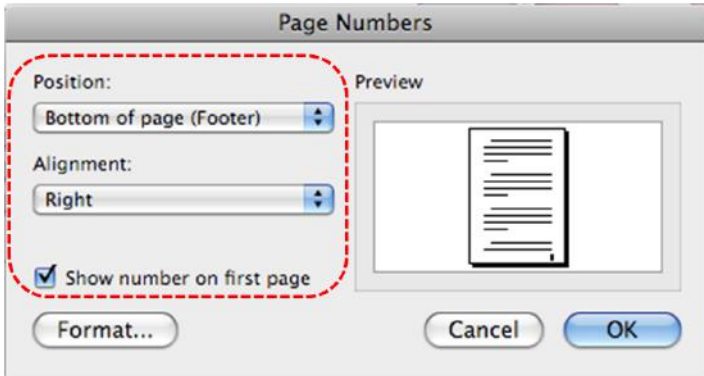 Page Numbers
Position:
Preview
Bottom of page (Footer)
Alignment:
Right
Show number on first page
Format...
Cancel
OK